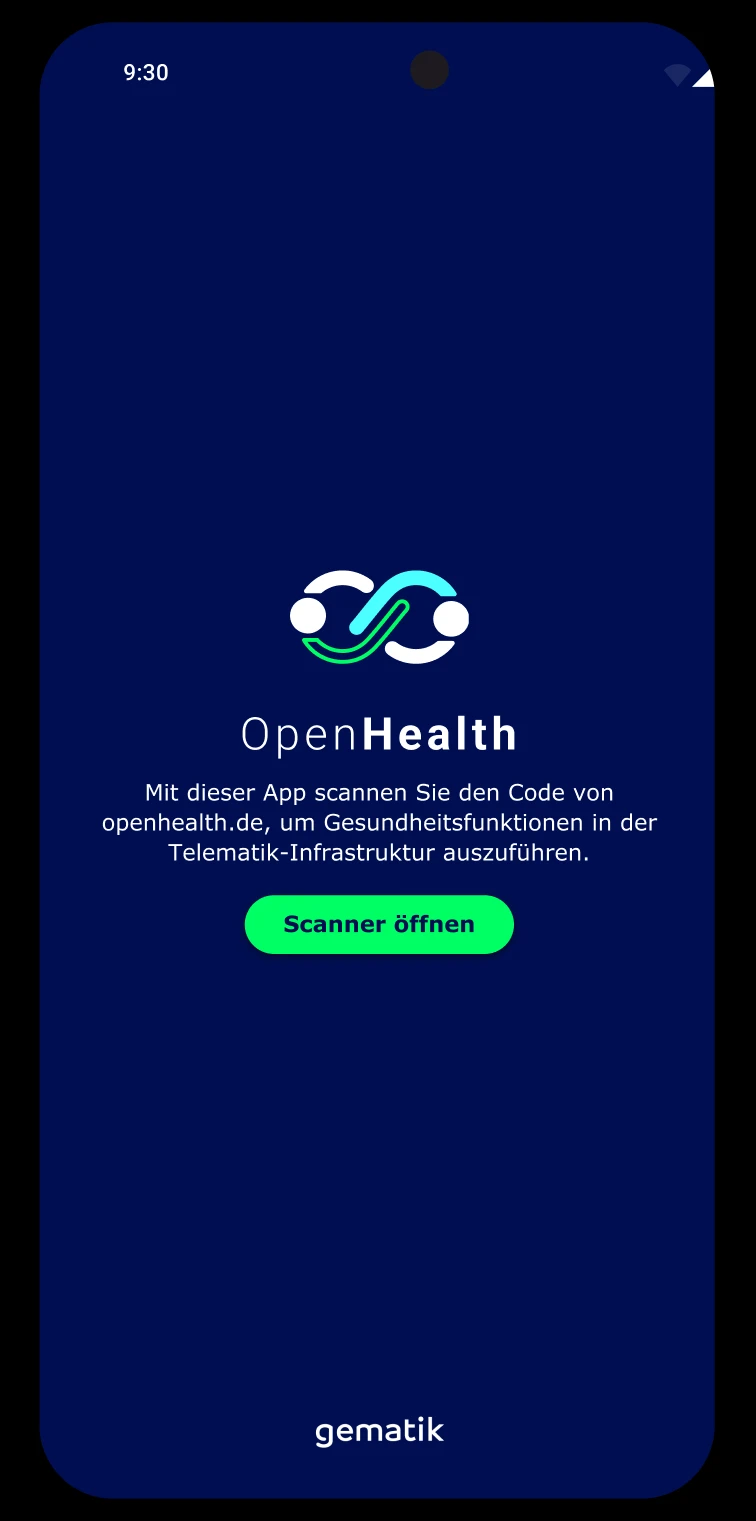 9:30
OpenHealth
Mit dieser App scannen Sie den Code von
openhealth.de, um Gesundheitsfunktionen in der
Telematik-Infrastruktur auszuführen.
Scanner öffnen
gematik